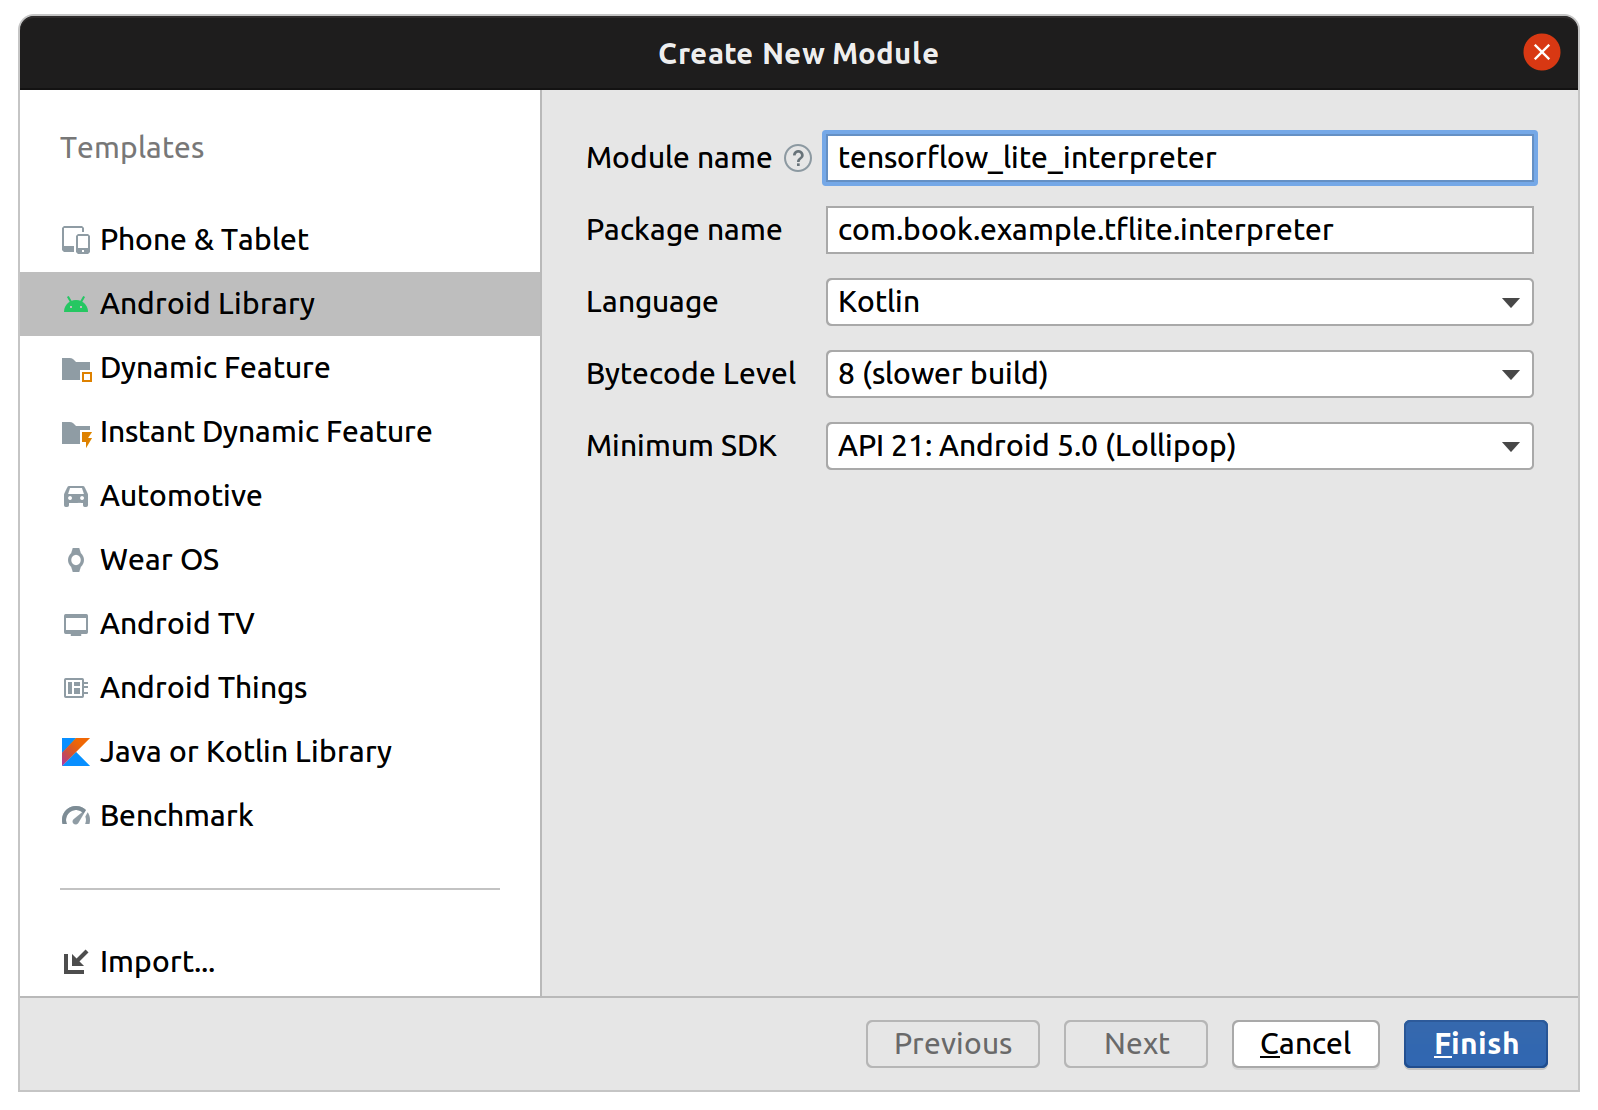 Create New Module
Templates
Phone & Tablet
Android Library
Dynamic Feature
Instant Dynamic Feature
Automotive
Wear OS
Android TV
Android Things
Java or Kotlin Library
Benchmark
Import...
Module name ? tensorflow_lite_interpreter
Package name com.book.example.tflite.interpreter
Language Kotlin
Bytecode Level 8 (slower build)
Minimum SDK API 21: Android 5.0 (Lollipop)
Previous Next Cancel Finish